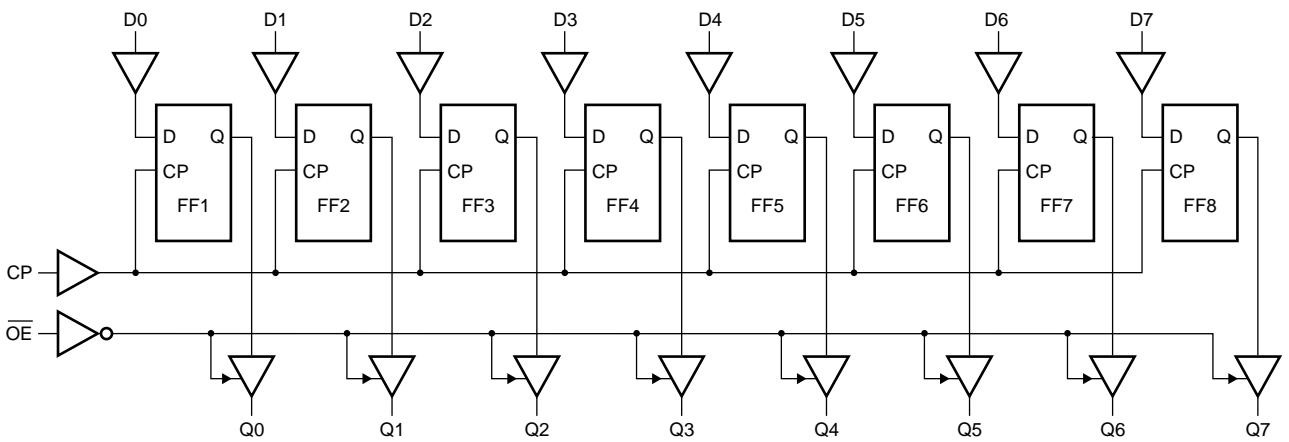 D0 D1 D2 D3 D4 D5 D6 D7
D Q D Q D Q D Q D Q D Q D Q D Q
CP CP CP CP CP CP CP CP
FF1 FF2 FF3 FF4 FF5 FF6 FF7 FF8
CP
O̅E̅
Q0 Q1 Q2 Q3 Q4 Q5 Q6 Q7